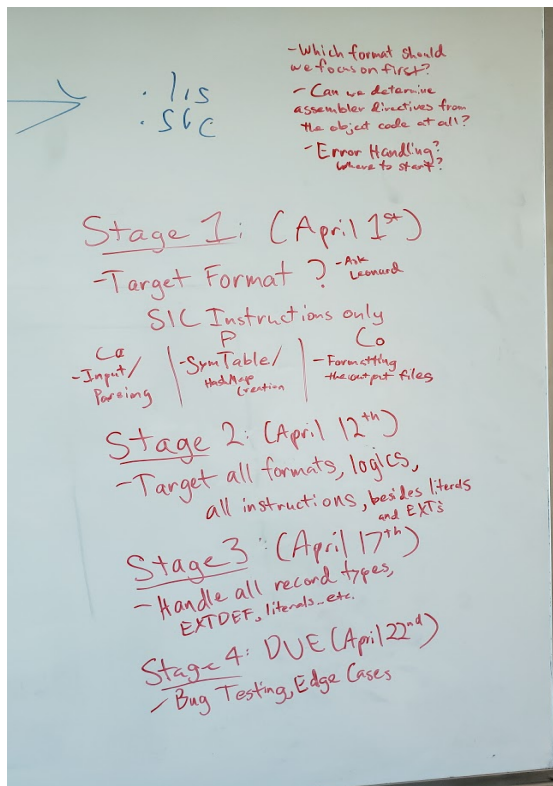 . lis
. sic
- Which format should
we focus on first?
- Can we determine
assembler directives from
the object code at all?
- Error Handling?
Where to start?
Stage 1: (April 1st)
- Target Format ? - Ask
Leonard
SIC Instructions only
Ca
- Input/
Parsing
P
- SymTable/
HashMap
Creation
Co
- Formatting
the output files
Stage 2: (April 12th)
- Target all formats, logics,
all instructions, besides literals
and EXTs
Stage 3: (April 17th)
- Handle all record types,
EXTDEF, literals...etc.
Stage 4: DUE (April 22nd)
- Bug Testing, Edge Cases